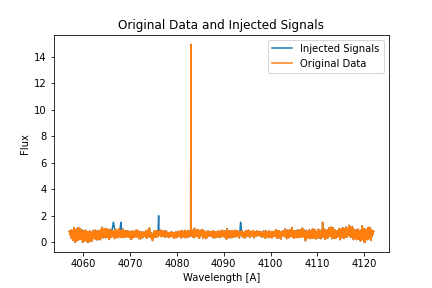 Original Data and Injected Signals
Injected Signals
Original Data
14
12
10
8
6
4
2
0
Flux
4060 4070 4080 4090 4100 4110 4120
Wavelength [A]